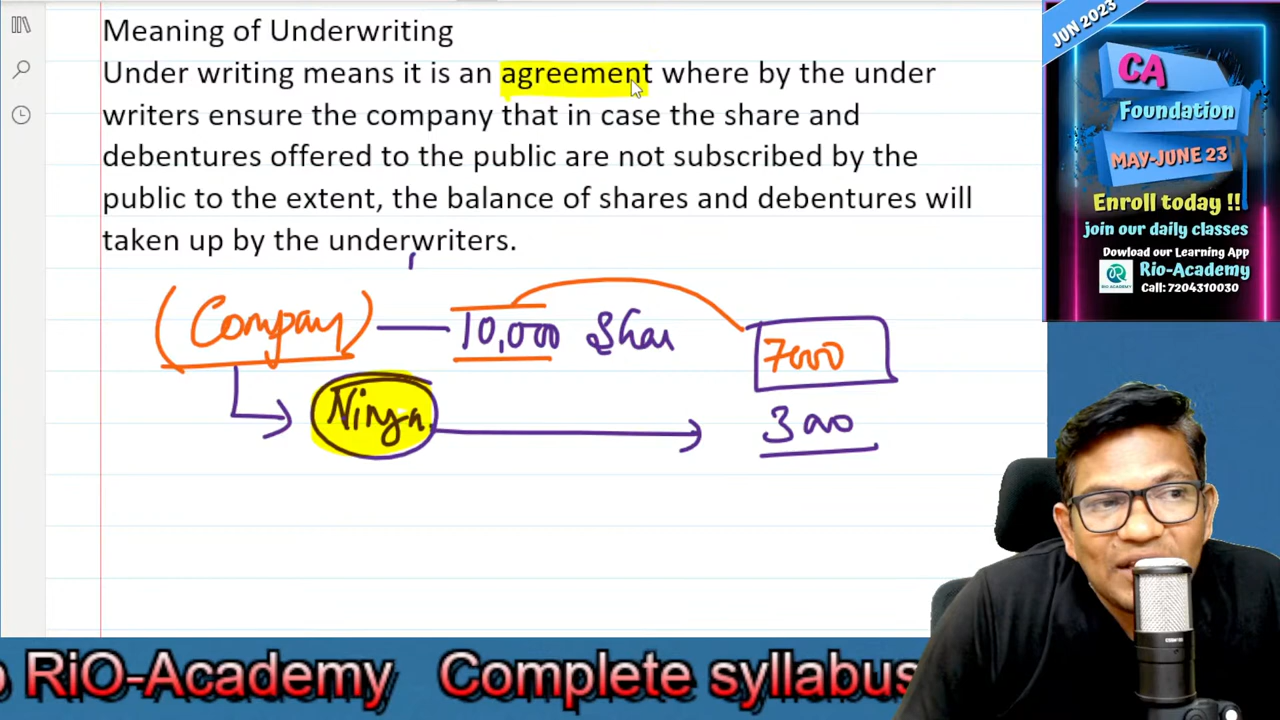 Meaning of Underwriting
Under writing means it is an agreement where by the under
writers ensure the company that in case the share and
debentures offered to the public are not subscribed by the
public to the extent, the balance of shares and debentures will
taken up by the underwriters.
(Company) 10,000 Shar
7000
3000
JUN 2023
CA
Foundation
MAY-JUNE 23
Enroll today !!
join our daily classes
Dowload our Learning App
Rio-Academy
RIO ACADEMY
Call: 7204310030
RiO-Academy Complete syllabus